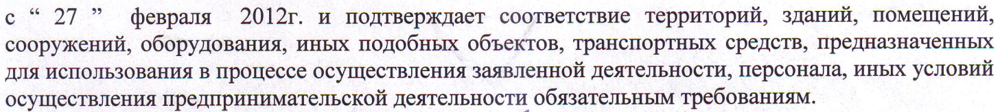 с “ 27 ” февраля 2012г. и подтверждает соответствие территорий, зданий, помещений,
сооружений, оборудования, иных подобных объектов, транспортных средств, предназначенных
для использования в процессе осуществления заявленной деятельности, персонала, иных условий
осуществления предпринимательской деятельности обязательным требованиям.